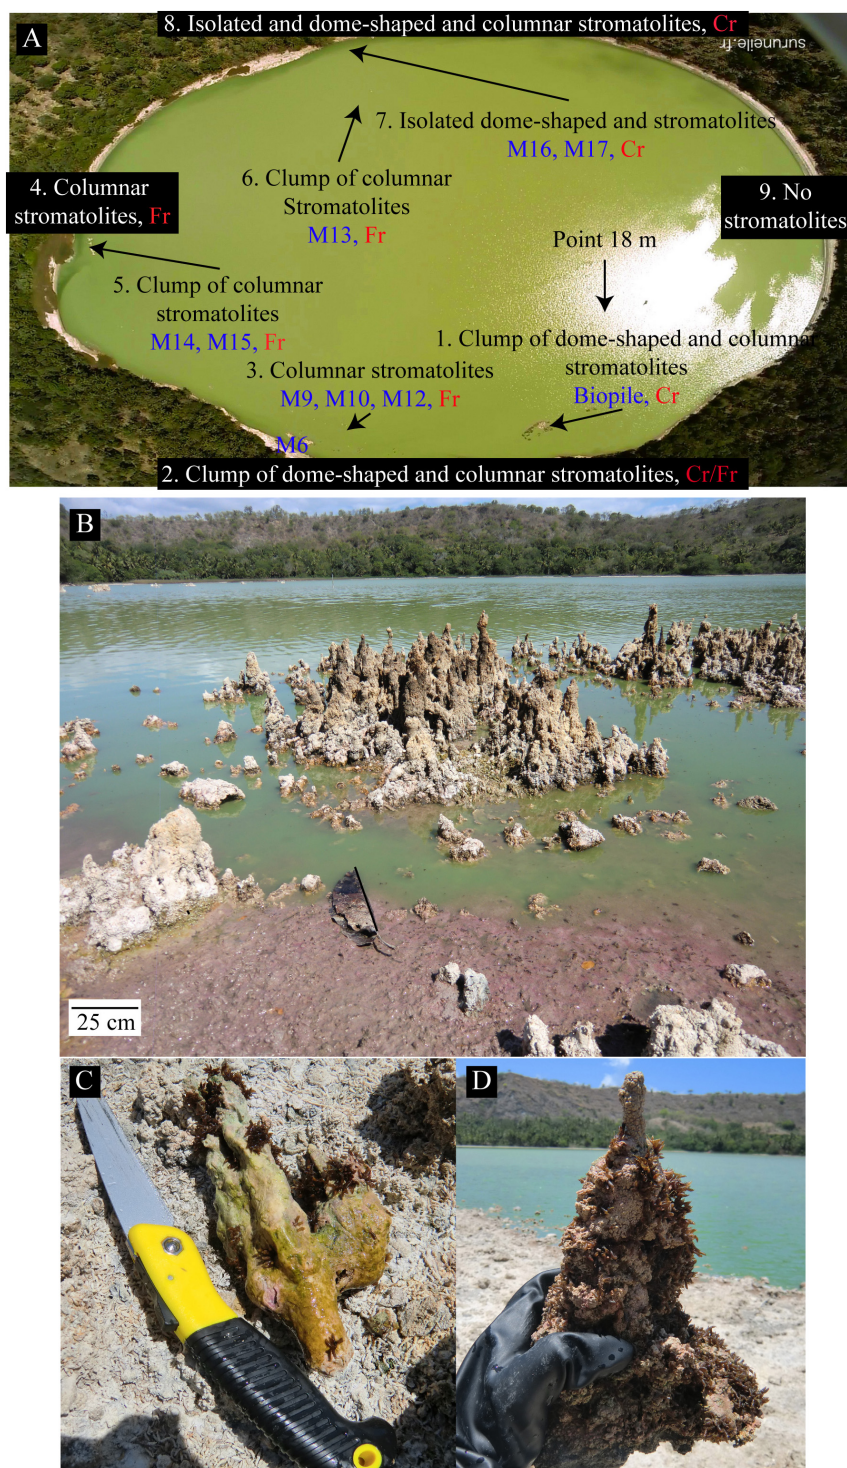 A
8. Isolated and dome-shaped and columnar stromatolites, Cr
suruneile.fr.
7. Isolated dome-shaped and stromatolites
M16, M17, Cr
4. Columnar
stromatolites, Fr
6. Clump of columnar
Stromatolites
M13, Fr
9. No
stromatolites
Point 18 m
5. Clump of columnar
stromatolites
M14, M15, Fr
1. Clump of dome-shaped and columnar
stromatolites
Biopile, Cr
3. Columnar stromatolites
M9, M10, M12, Fr
M6
2. Clump of dome-shaped and columnar stromatolites, Cr/Fr
B
25 cm
C
D